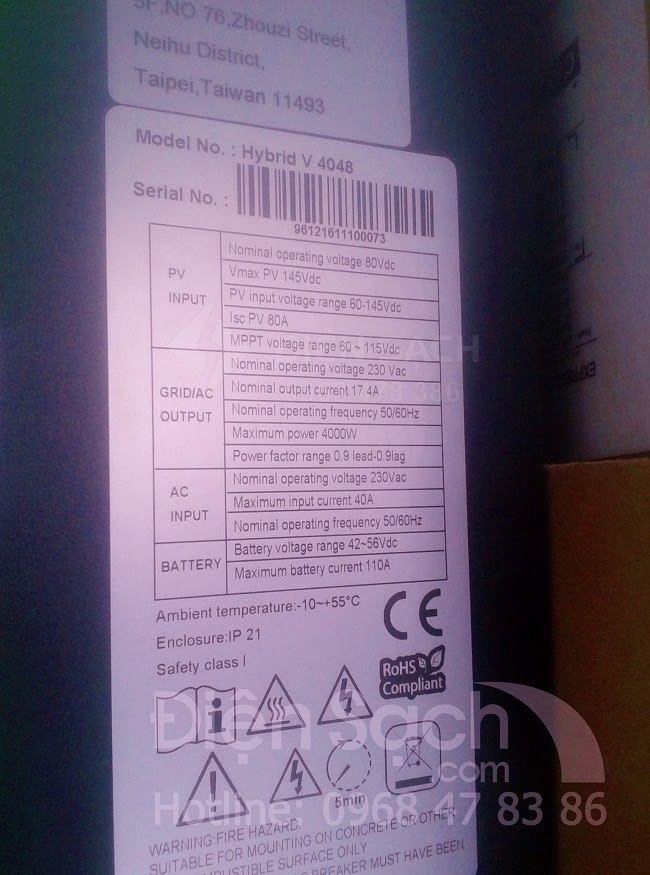 5F,NO 76,Zhouzi Street,
Neihu District,
Taipei,Taiwan 11493
Model No. : Hybrid V 4048
Serial No. :
96121611100073
PV INPUT
Nominal operating voltage 80Vdc
Vmax PV 145Vdc
PV input voltage range 60-145Vdc
Isc PV 80A
MPPT voltage range 60 ~ 115Vdc
GRID/AC OUTPUT
Nominal operating voltage 230 Vac
Nominal output current 17.4A
Nominal operating frequency 50/60Hz
Maximum power 4000W
Power factor range 0.9 lead-0.9lag
AC INPUT
Nominal operating voltage 230Vac
Maximum input current 40A
Nominal operating frequency 50/60Hz
BATTERY
Battery voltage range 42~56Vdc
Maximum battery current 110A
Ambient temperature:-10~+55°C
Enclosure:IP 21
Safety class I
CE
RoHS
Compliant
5min
Điện Sạch
.com
Hotline: 0968 47 83 86
WARNING:FIRE HAZARD.
SUITABLE FOR MOUNTING ON CONCRETE OR OTHER
SURFACE ONLY
BREAKER MUST HAVE BEEN